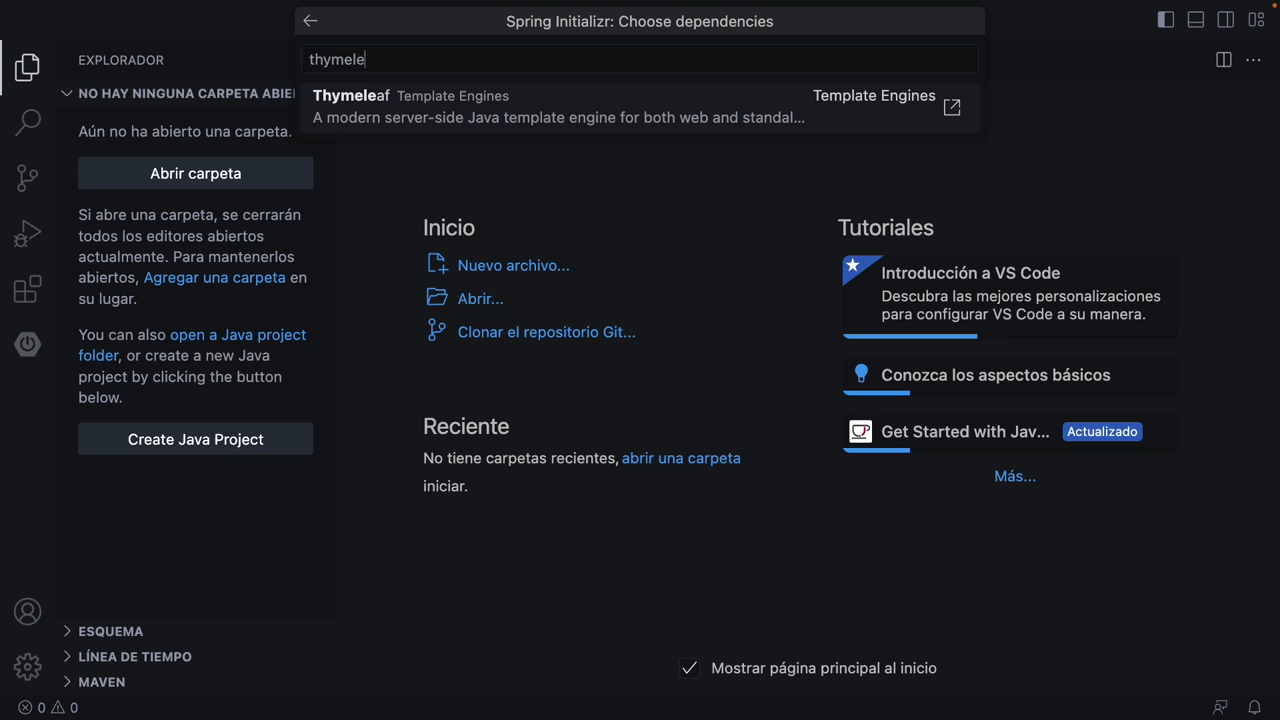 Spring Initializr: Choose dependencies
thymele
Thymeleaf Template Engines
Template Engines
A modern server-side Java template engine for both web and standal...
EXPLORADOR
NO HAY NINGUNA CARPETA ABIE
Aún no ha abierto una carpeta.
Abrir carpeta
Si abre una carpeta, se cerrarán
todos los editores abiertos
actualmente. Para mantenerlos
abiertos, Agregar una carpeta en
su lugar.
You can also open a Java project
folder, or create a new Java
project by clicking the button
below.
Create Java Project
Inicio
Nuevo archivo...
Abrir...
Clonar el repositorio Git...
Reciente
No tiene carpetas recientes, abrir una carpeta
iniciar.
Tutoriales
Introducción a VS Code
Descubra las mejores personalizaciones
para configurar VS Code a su manera.
Conozca los aspectos básicos
Get Started with Jav... Actualizado
Más...
ESQUEMA
LÍNEA DE TIEMPO
MAVEN
Mostrar página principal al inicio
0 0